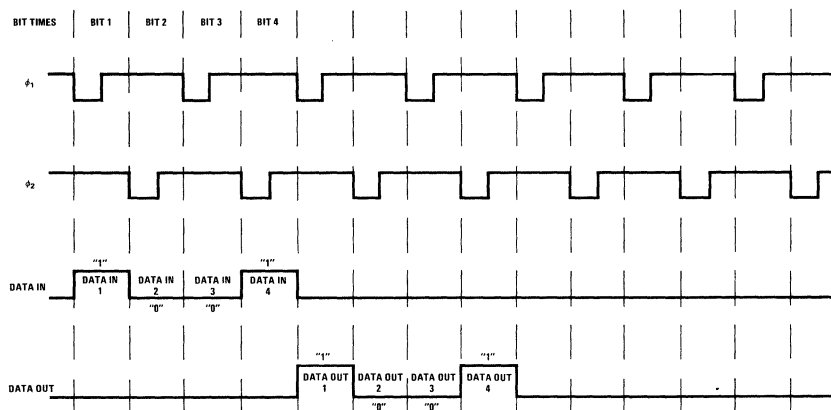 BIT TIMES BIT 1 BIT 2 BIT 3 BIT 4
ϕ1
ϕ2
"1" "1"
DATA IN DATA IN DATA IN DATA IN DATA IN
1 2 3 4
"0" "0"
"1" "1"
DATA OUT DATA OUT DATA OUT DATA OUT DATA OUT
1 2 3 4
"0" "0"